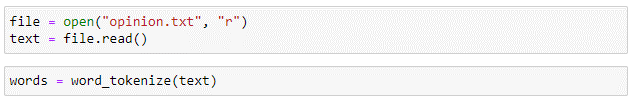 file = open("opinion.txt", "r")
text = file.read()
words = word_tokenize(text)